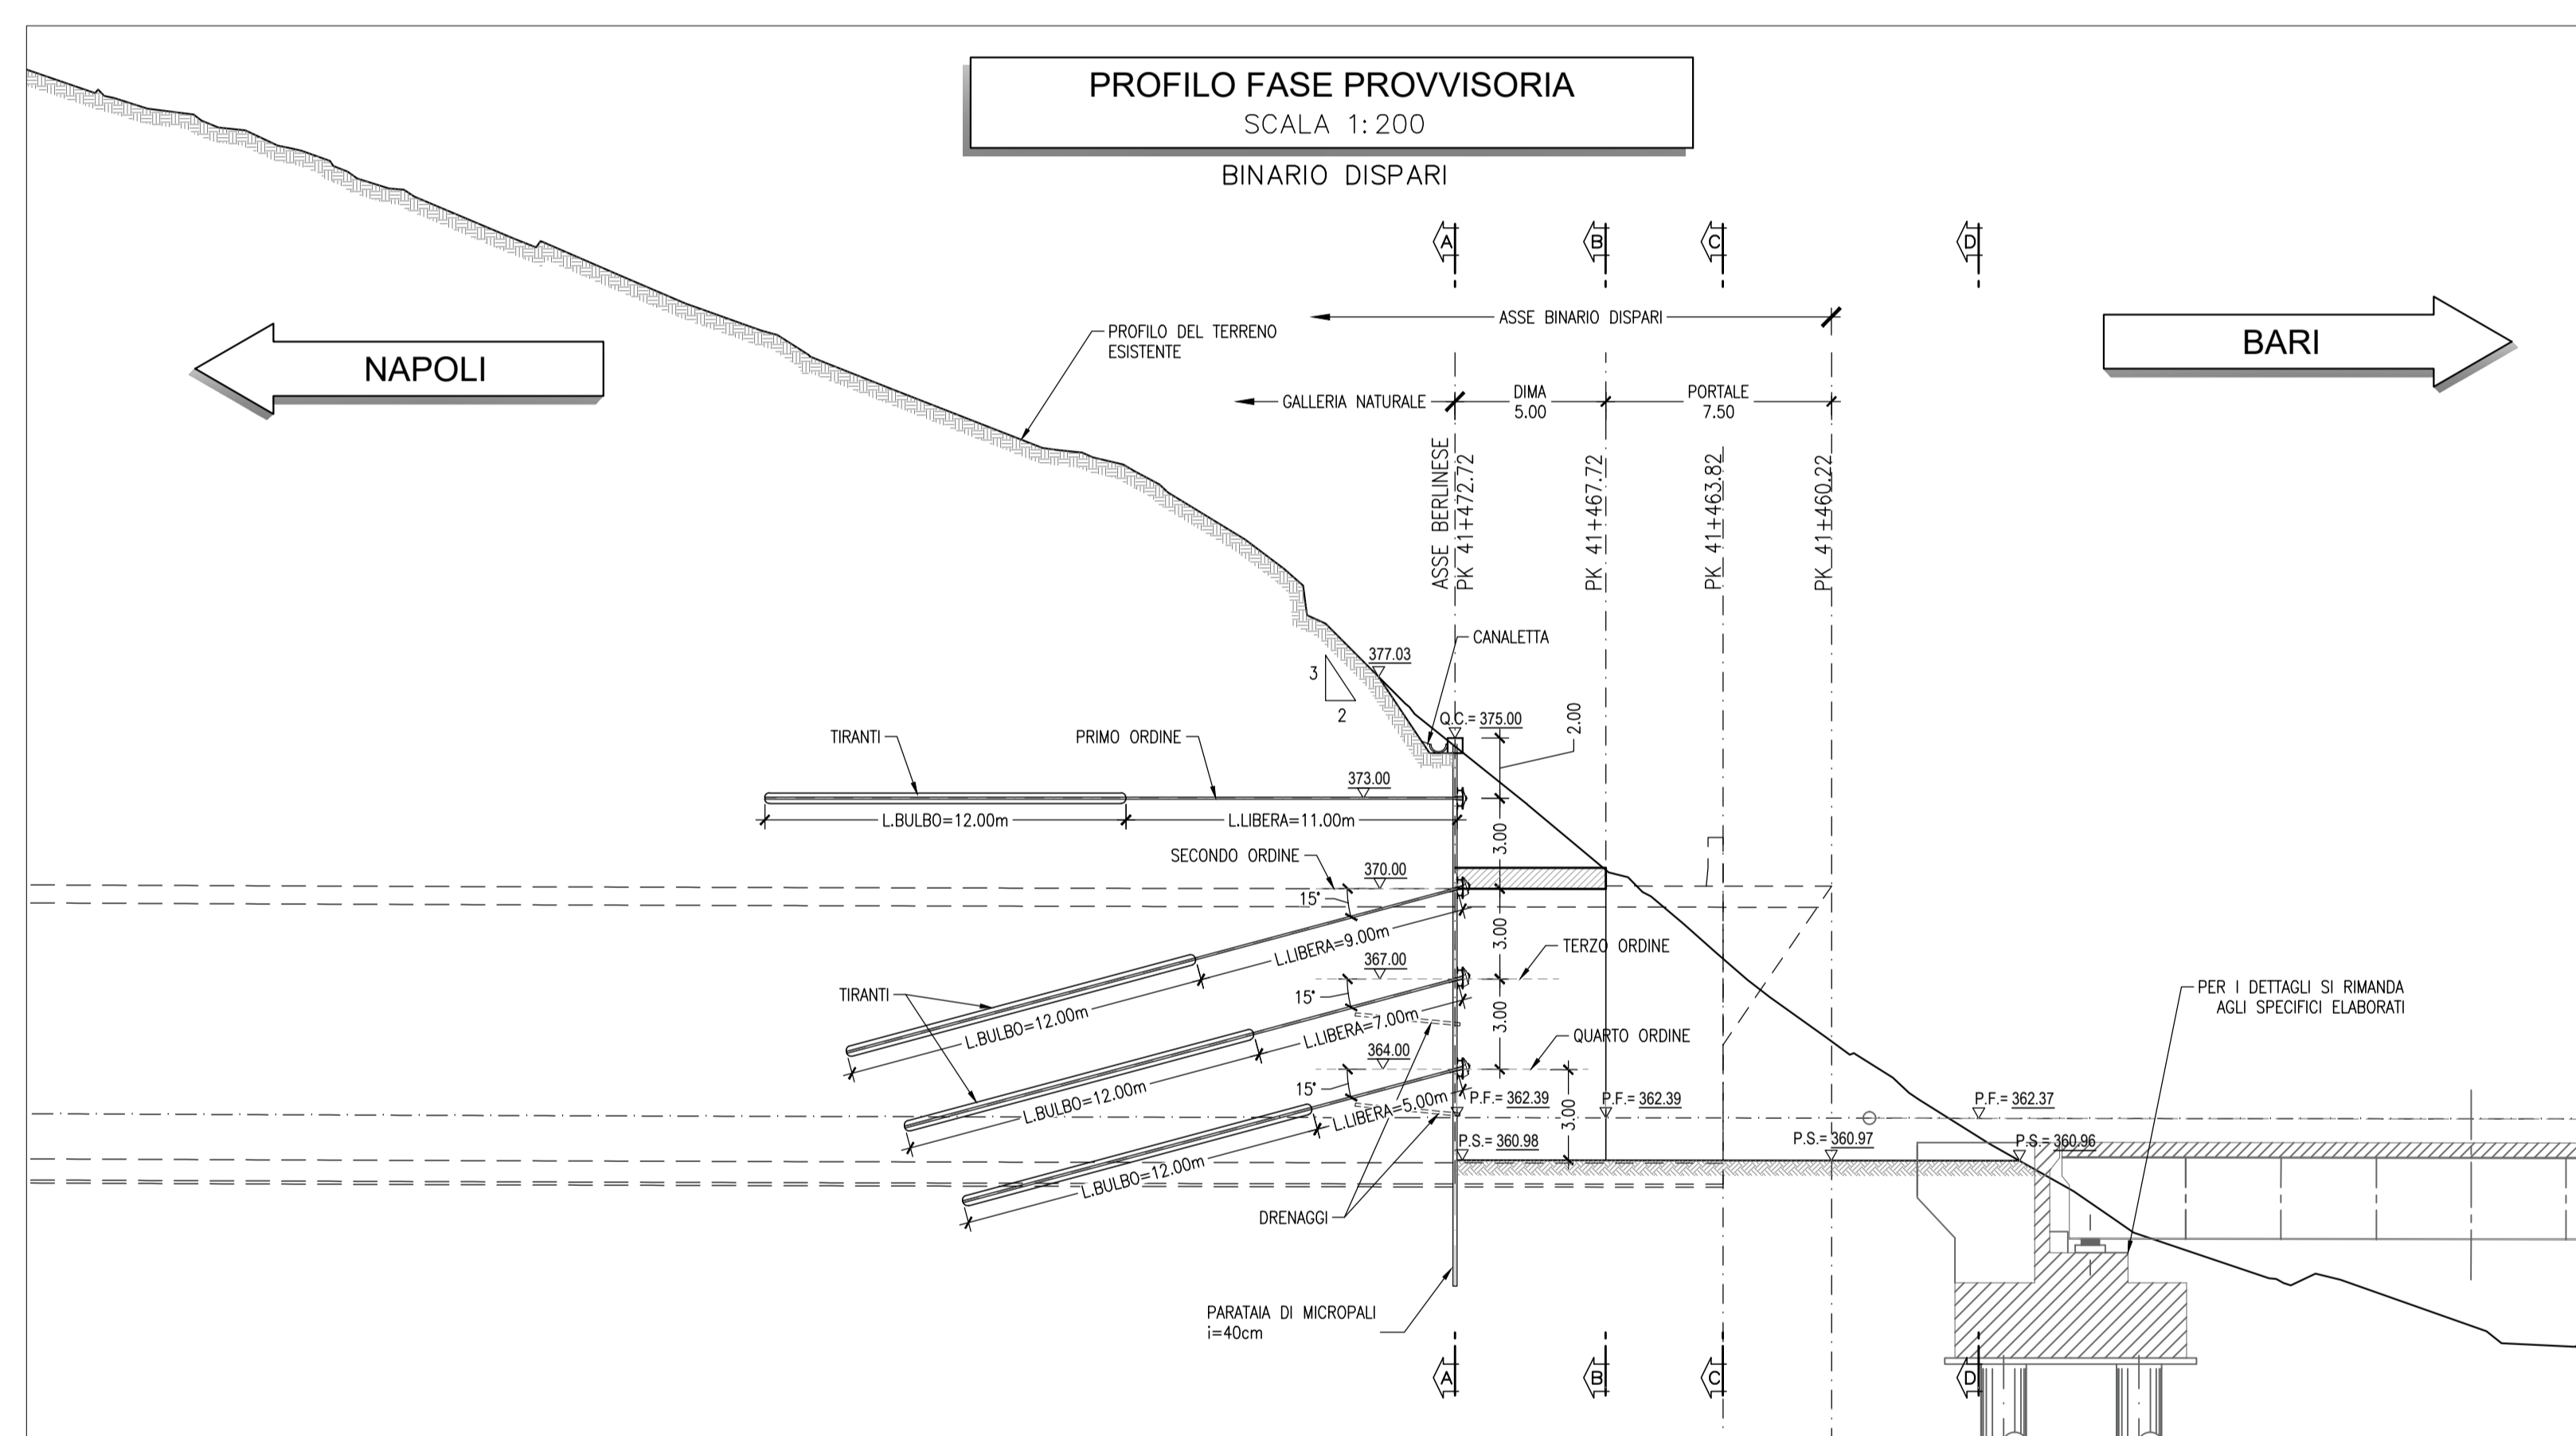 PROFILO FASE PROVVISORIA
SCALA 1:200
BINARIO DISPARI
A
B
C
D
ASSE BINARIO DISPARI
NAPOLI
BARI
PROFILO DEL TERRENO
ESISTENTE
GALLERIA NATURALE
DIMA
5.00
PORTALE
7.50
ASSE BERLINESE
PK 41+472.72
PK 41+467.72
PK 41+463.82
PK 41+460.22
CANALETTA
377.03
3
2
Q.C.= 375.00
2.00
TIRANTI
PRIMO ORDINE
373.00
L.BULBO=12.00m
L.LIBERA=11.00m
3.00
SECONDO ORDINE
370.00
15°
L.LIBERA=9.00m
L.BULBO=12.00m
3.00
TERZO ORDINE
367.00
15°
TIRANTI
L.LIBERA=7.00m
L.BULBO=12.00m
3.00
QUARTO ORDINE
364.00
15°
L.LIBERA=5.00m
L.BULBO=12.00m
3.00
PER I DETTAGLI SI RIMANDA
AGLI SPECIFICI ELABORATI
P.F.= 362.39
P.F.= 362.39
P.F.= 362.37
P.S.= 360.98
P.S.= 360.97
P.S.= 360.96
DRENAGGI
PARATAIA DI MICROPALI
i=40cm
A
B
C
D